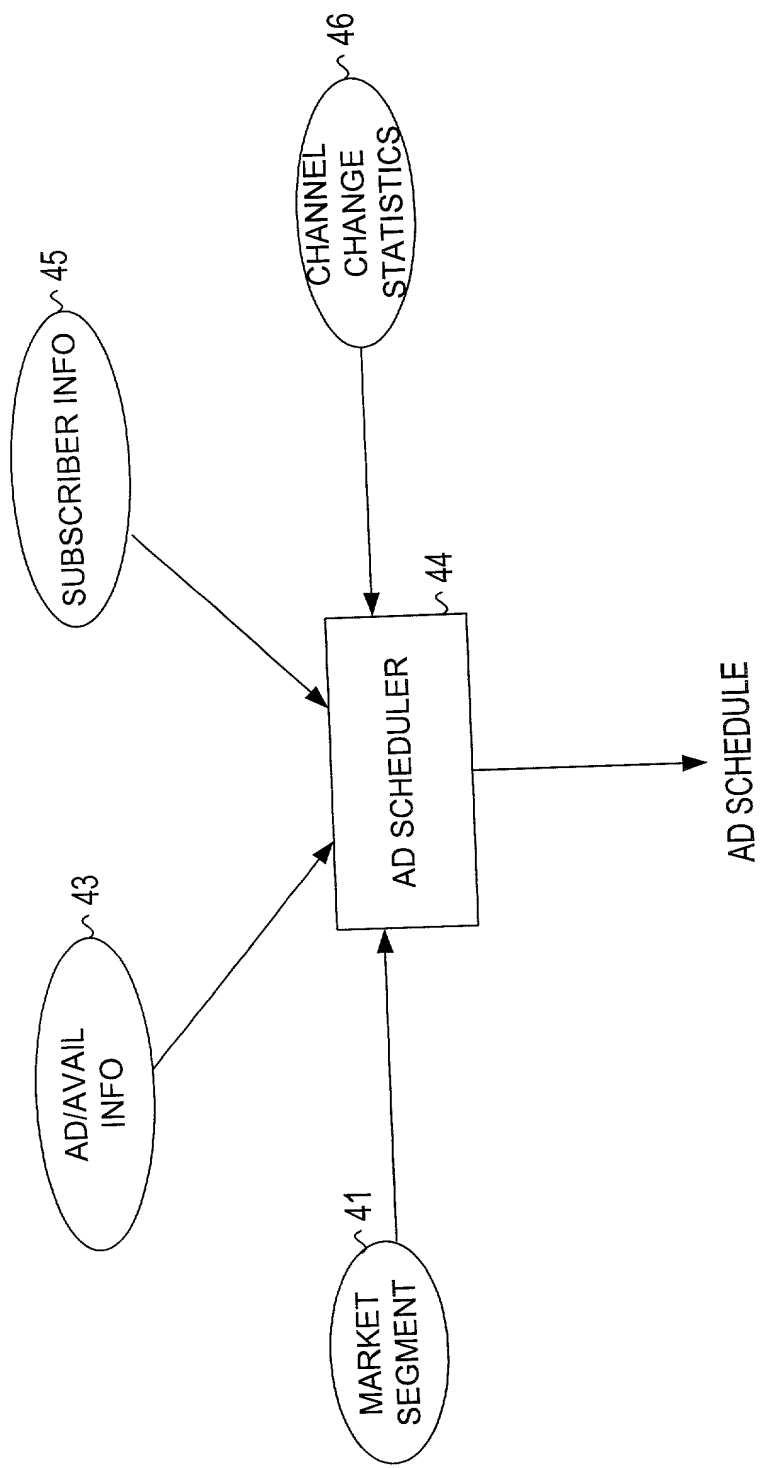 AD/AVAIL
INFO
43
SUBSCRIBER INFO
45
MARKET
SEGMENT
41
AD SCHEDULER
44
CHANNEL
CHANGE
STATISTICS
46
AD SCHEDULE